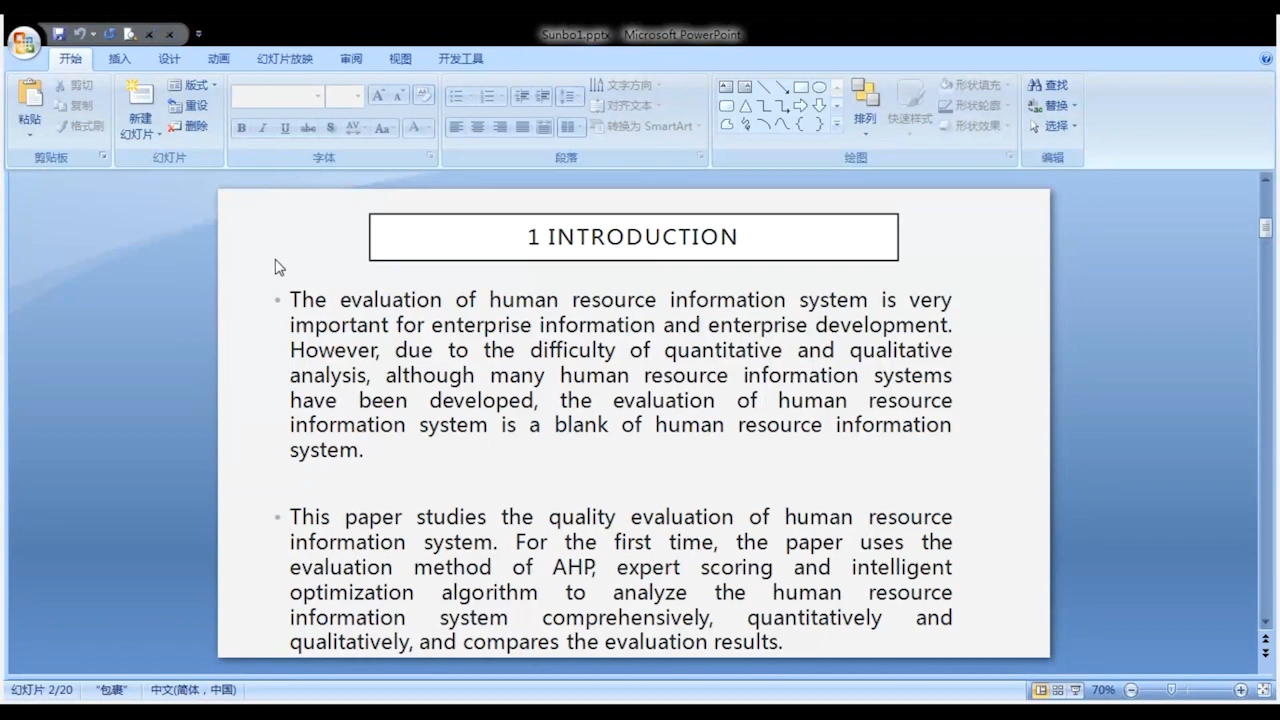 Sunbo1.pptx Microsoft PowerPoint
开始 插入 设计 动画 幻灯片放映 审阅 视图 开发工具
粘贴
剪切
复制
格式刷
剪贴板
新建
幻灯片
版式
重设
删除
幻灯片
B I U abc S AV Aa A
字体
文字方向
对齐文本
转换为 SmartArt
段落
排列
快速样式
形状填充
形状轮廓
形状效果
绘图
查找
替换
选择
编辑
1 INTRODUCTION
The evaluation of human resource information system is very
important for enterprise information and enterprise development.
However, due to the difficulty of quantitative and qualitative
analysis, although many human resource information systems
have been developed, the evaluation of human resource
information system is a blank of human resource information
system.
This paper studies the quality evaluation of human resource
information system. For the first time, the paper uses the
evaluation method of AHP, expert scoring and intelligent
optimization algorithm to analyze the human resource
information system comprehensively, quantitatively and
qualitatively, and compares the evaluation results.
幻灯片 2/20 "包裹" 中文(简体，中国) 70%